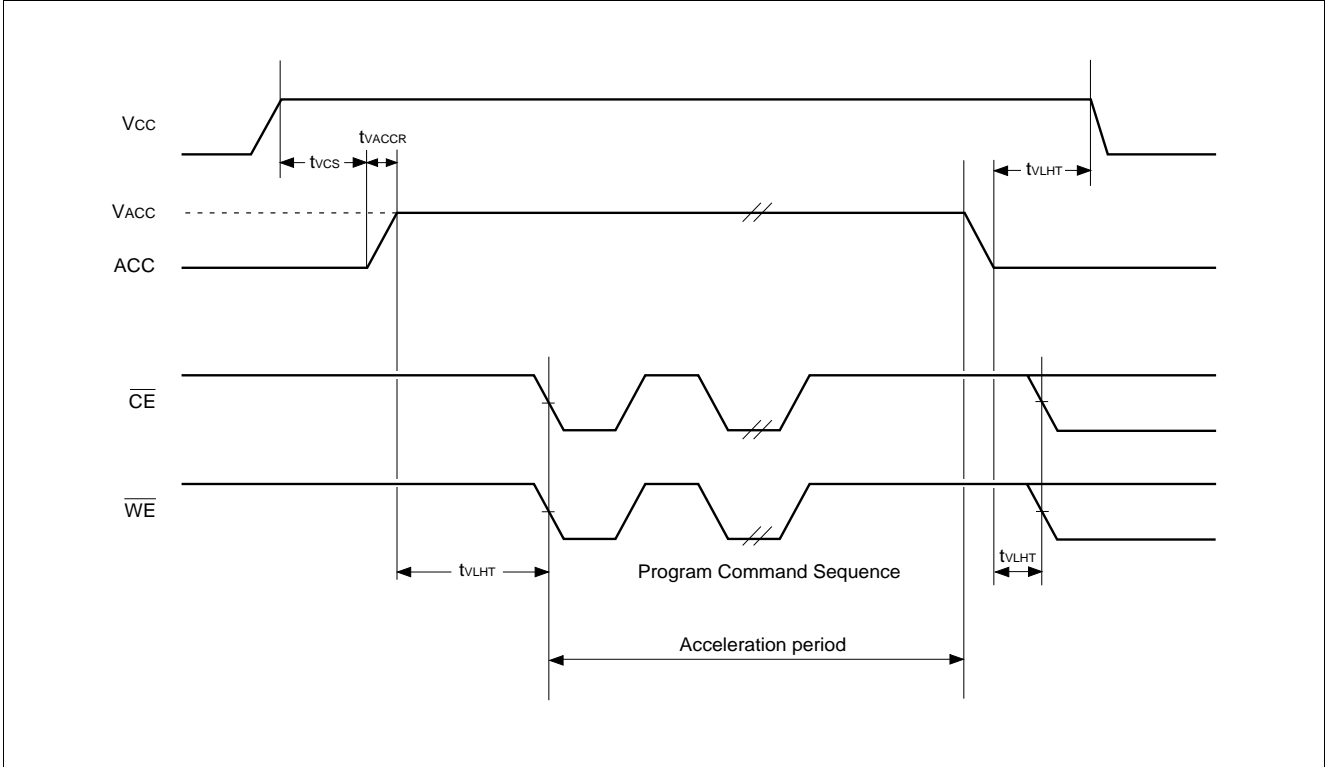 VCC
tVACCR
tVCS
tVLHT
VACC
ACC
CE
WE
tVLHT
Program Command Sequence
tVLHT
Acceleration period